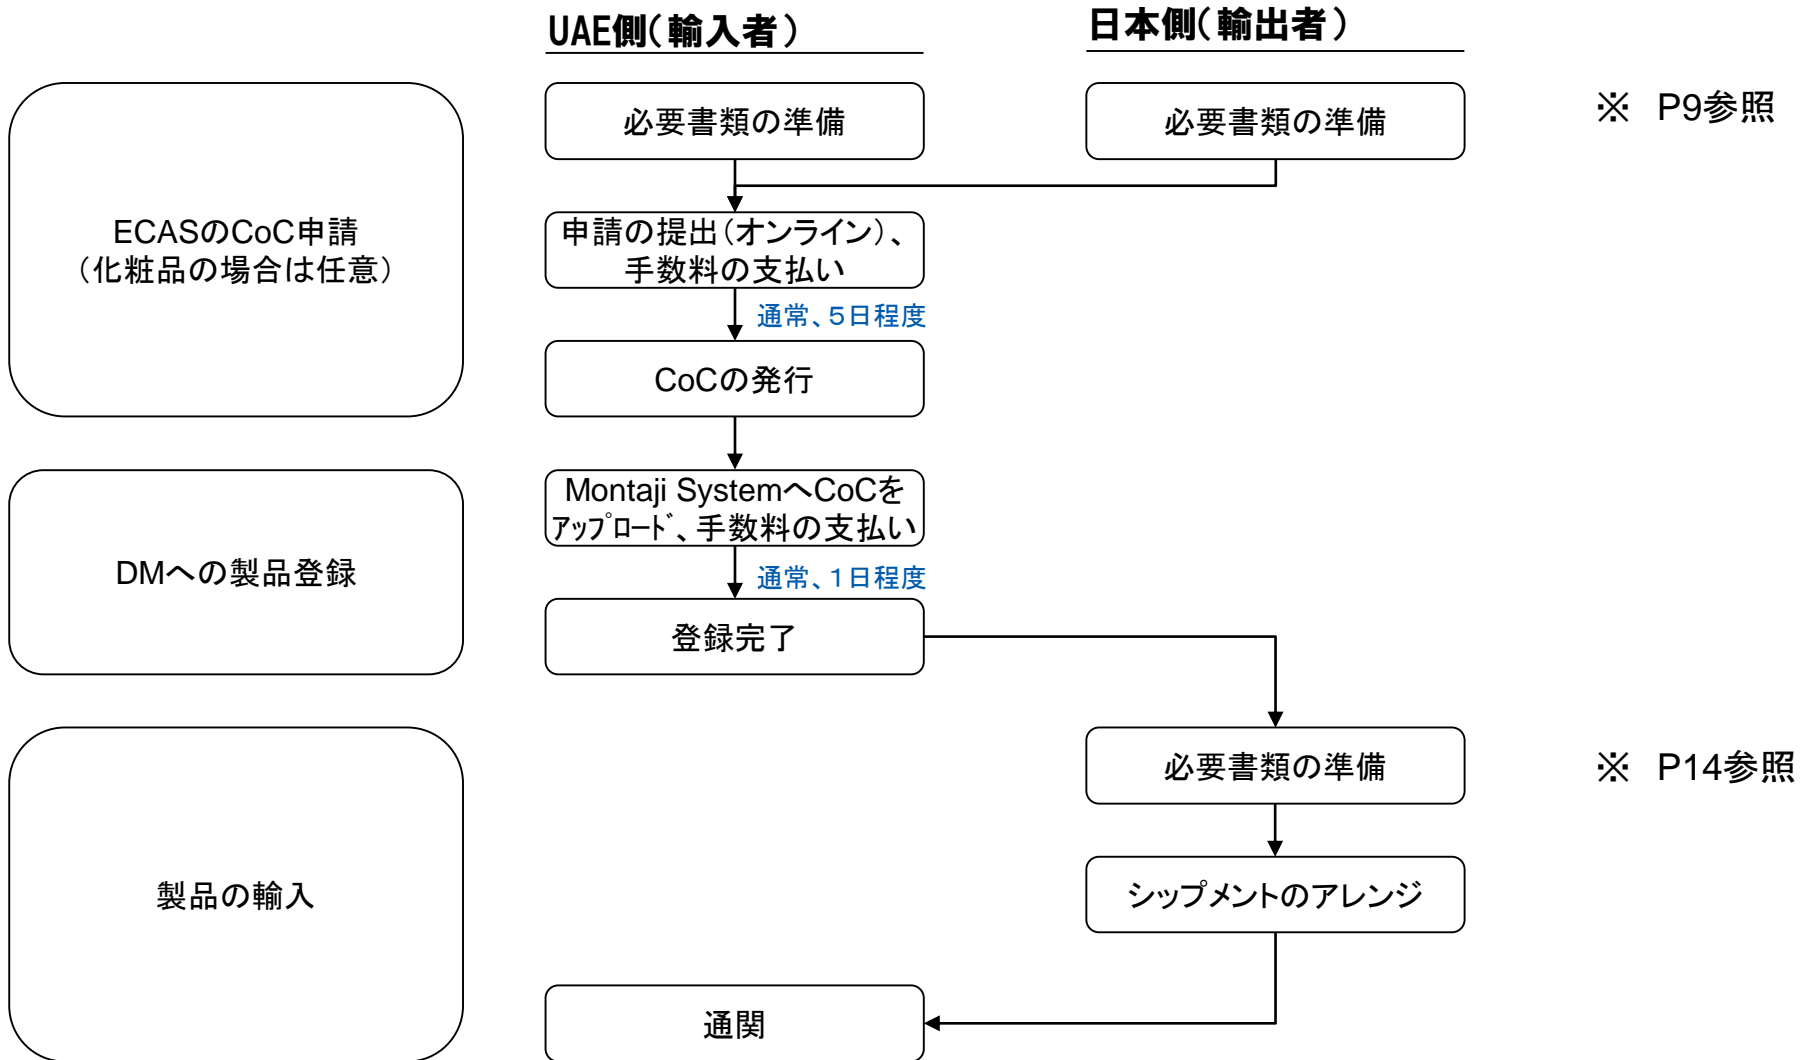 UAE側（輸入者）
日本側（輸出者）
必要書類の準備
必要書類の準備
※　P9参照
ECASのCoC申請
（化粧品の場合は任意）
申請の提出（オンライン）、
手数料の支払い
通常、５日程度
CoCの発行
Montaji SystemへCoCを
ｱｯﾌﾟﾛｰﾄﾞ、手数料の支払い
DMへの製品登録
通常、１日程度
登録完了
必要書類の準備
※　P14参照
製品の輸入
シップメントのアレンジ
通関